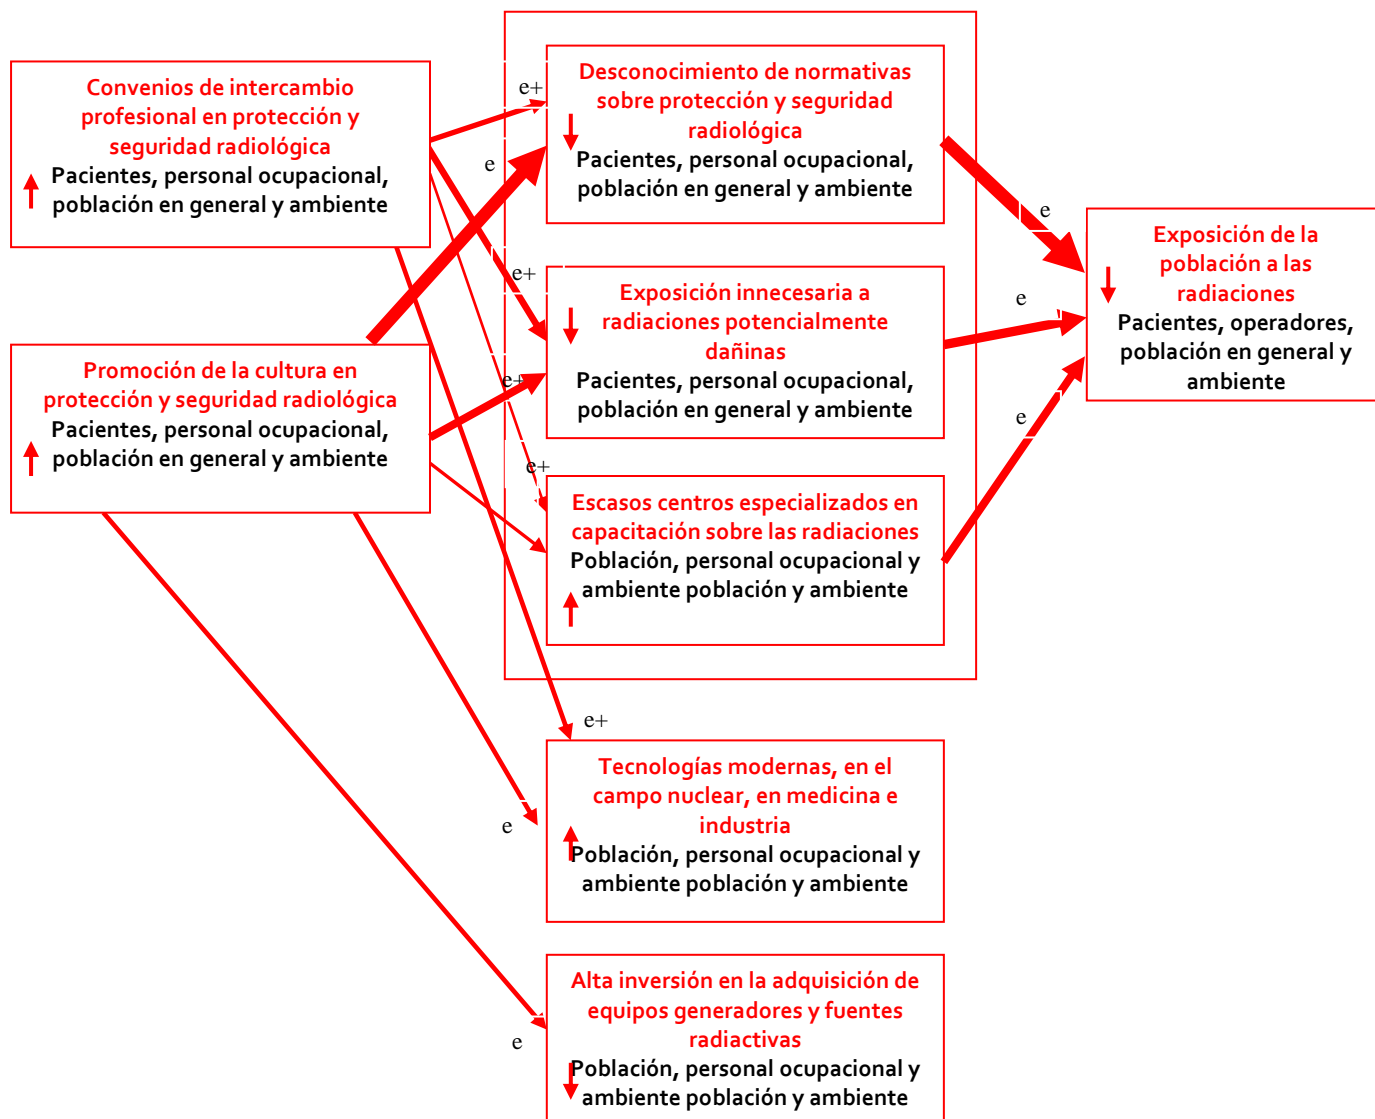 Convenios de intercambio
profesional en protección y
seguridad radiológica
Pacientes, personal ocupacional,
población en general y ambiente
Promoción de la cultura en
protección y seguridad radiológica
Pacientes, personal ocupacional,
población en general y ambiente
e+
e
e+
e+
e+
e+
e
e
Desconocimiento de normativas
sobre protección y seguridad
radiológica
Pacientes, personal ocupacional,
población en general y ambiente
Exposición innecesaria a
radiaciones potencialmente
dañinas
Pacientes, personal ocupacional,
población en general y ambiente
Escasos centros especializados en
capacitación sobre las radiaciones
Población, personal ocupacional y
ambiente población y ambiente
Tecnologías modernas, en el
campo nuclear, en medicina e
industria
Población, personal ocupacional y
ambiente población y ambiente
Alta inversión en la adquisición de
equipos generadores y fuentes
radiactivas
Población, personal ocupacional y
ambiente población y ambiente
e
e
e
Exposición de la
población a las
radiaciones
Pacientes, operadores,
población en general y
ambiente